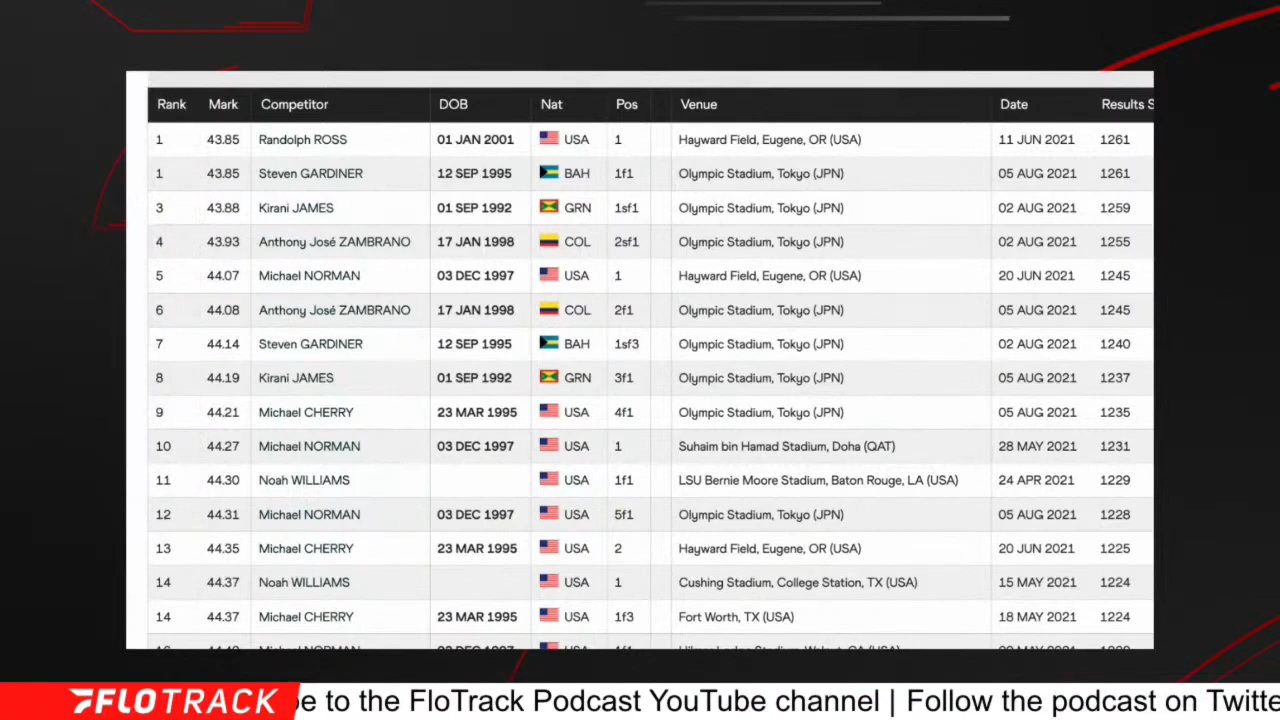 Rank Mark Competitor DOB Nat Pos Venue Date Results S
1 43.85 Randolph ROSS 01 JAN 2001 USA 1 Hayward Field, Eugene, OR (USA) 11 JUN 2021 1261
1 43.85 Steven GARDINER 12 SEP 1995 BAH 1f1 Olympic Stadium, Tokyo (JPN) 05 AUG 2021 1261
3 43.88 Kirani JAMES 01 SEP 1992 GRN 1sf1 Olympic Stadium, Tokyo (JPN) 02 AUG 2021 1259
4 43.93 Anthony José ZAMBRANO 17 JAN 1998 COL 2sf1 Olympic Stadium, Tokyo (JPN) 02 AUG 2021 1255
5 44.07 Michael NORMAN 03 DEC 1997 USA 1 Hayward Field, Eugene, OR (USA) 20 JUN 2021 1245
6 44.08 Anthony José ZAMBRANO 17 JAN 1998 COL 2f1 Olympic Stadium, Tokyo (JPN) 05 AUG 2021 1245
7 44.14 Steven GARDINER 12 SEP 1995 BAH 1sf3 Olympic Stadium, Tokyo (JPN) 02 AUG 2021 1240
8 44.19 Kirani JAMES 01 SEP 1992 GRN 3f1 Olympic Stadium, Tokyo (JPN) 05 AUG 2021 1237
9 44.21 Michael CHERRY 23 MAR 1995 USA 4f1 Olympic Stadium, Tokyo (JPN) 05 AUG 2021 1235
10 44.27 Michael NORMAN 03 DEC 1997 USA 1 Suhaim bin Hamad Stadium, Doha (QAT) 28 MAY 2021 1231
11 44.30 Noah WILLIAMS USA 1f1 LSU Bernie Moore Stadium, Baton Rouge, LA (USA) 24 APR 2021 1229
12 44.31 Michael NORMAN 03 DEC 1997 USA 5f1 Olympic Stadium, Tokyo (JPN) 05 AUG 2021 1228
13 44.35 Michael CHERRY 23 MAR 1995 USA 2 Hayward Field, Eugene, OR (USA) 20 JUN 2021 1225
14 44.37 Noah WILLIAMS USA 1 Cushing Stadium, College Station, TX (USA) 15 MAY 2021 1224
14 44.37 Michael CHERRY 23 MAR 1995 USA 1f3 Fort Worth, TX (USA) 18 MAY 2021 1224
FLOTRACK be to the FloTrack Podcast YouTube channel | Follow the podcast on Twitte